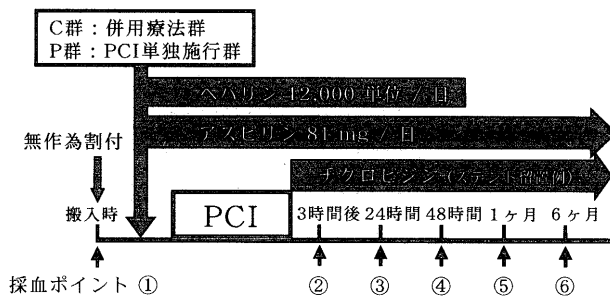 C群：併用療法群
P群：PCI単独施行群
ヘパリン 12,000 単位 / 日
アスピリン 81 mg / 日
無作為割付
チクロピジン (ステント留置例)
搬入時
PCI
3時間後 24時間 48時間 1ヶ月 6ヶ月
採血ポイント ① ② ③ ④ ⑤ ⑥